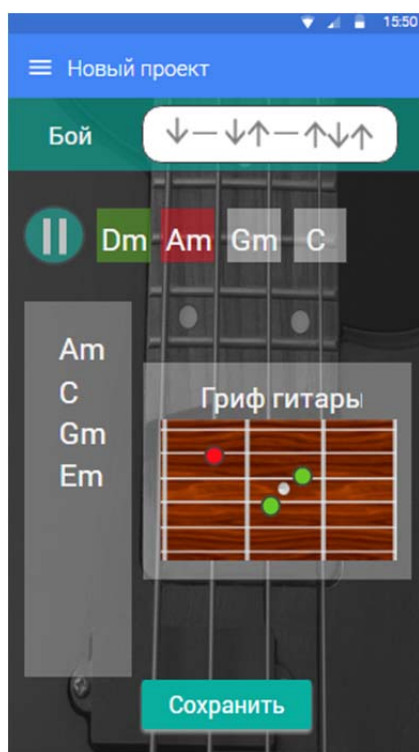 15:50
Новый проект
Бой ↓—↓↑—↑↓↑
Dm Am Gm C
Am
C
Gm
Em
Гриф гитары
Сохранить